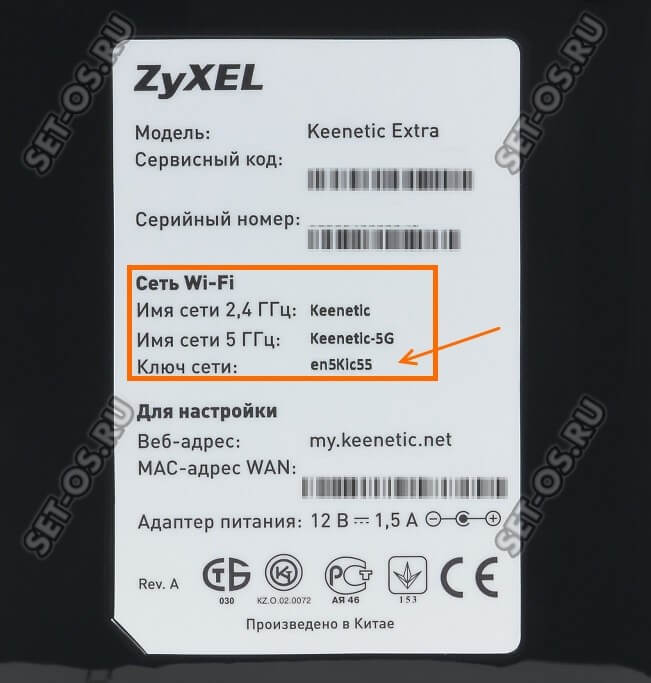 ZyXEL
Модель: Keenetic Extra
Сервисный код:
Серийный номер:
Сеть Wi-Fi
Имя сети 2,4 ГГц: Keenetic
Имя сети 5 ГГц: Keenetic-5G
Ключ сети: en5Kic55
Для настройки
Веб-адрес: my.keenetic.net
MAC-адрес WAN:
Адаптер питания: 12 В 1,5 А
Rev. A
030
KZ.O.02.0072
АЯ 46
153
CE
Произведено в Китае
SET-OS.RU
SET-OS.RU
SET-OS.RU
SET-OS.RU